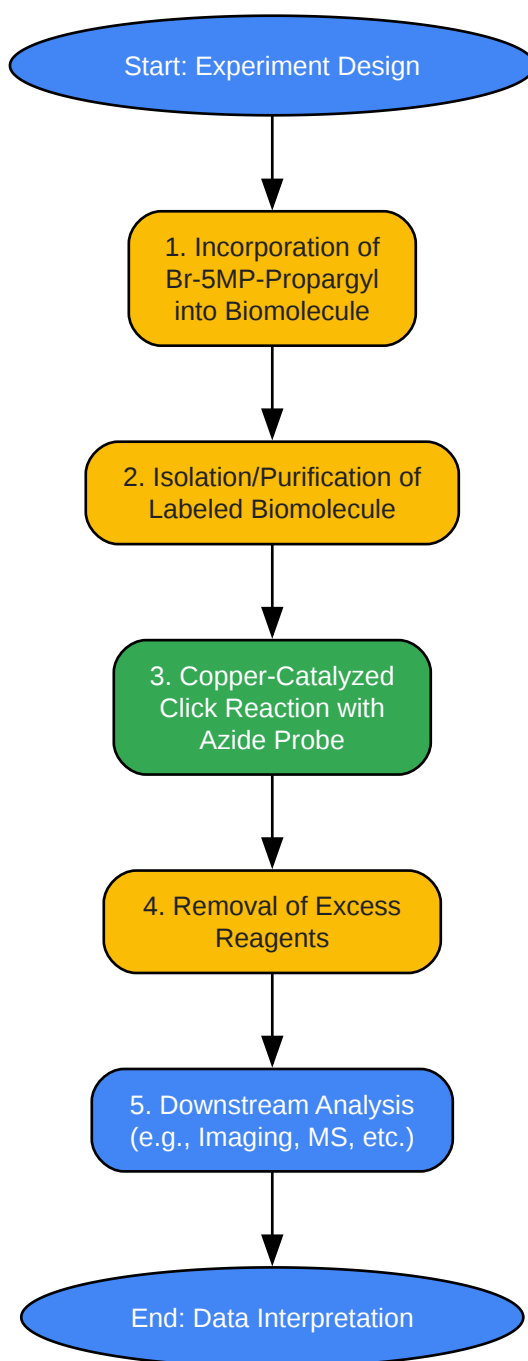 Start: Experiment Design
1. Incorporation of
Br-5MP-Propargyl
into Biomolecule
2. Isolation/Purification of
Labeled Biomolecule
3. Copper-Catalyzed
Click Reaction with
Azide Probe
4. Removal of Excess
Reagents
5. Downstream Analysis
(e.g., Imaging, MS, etc.)
End: Data Interpretation